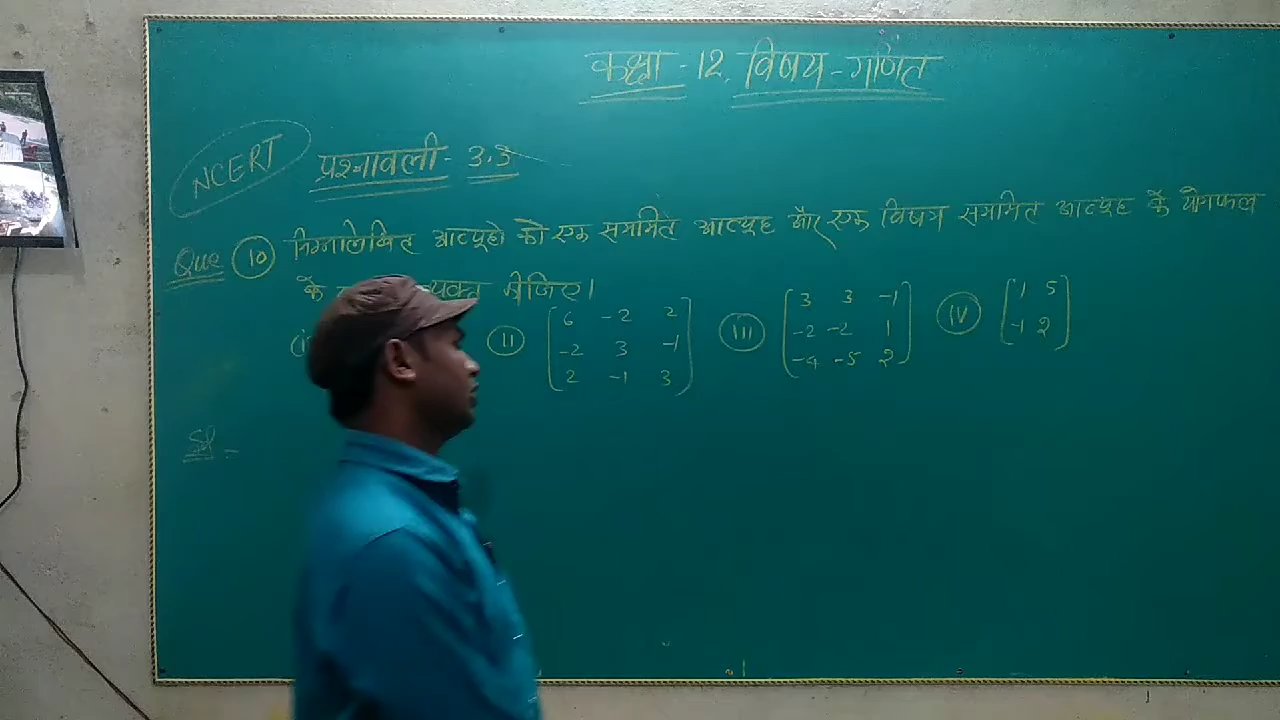 कक्षा - 12, विषय - गणित
NCERT प्रश्नावली - 3.3
Que 10 निम्नलिखित आव्यूहों को एक सममित आव्यूह और एक विषम सममित आव्यूह के योगफल
के व्यक्त कीजिए।
(i) (ii) [6 -2 2 (iii) [3 3 -1 (iv) [1 5
-2 3 -1 -2 -2 1 -1 2]
2 -1 3] -4 -5 2]